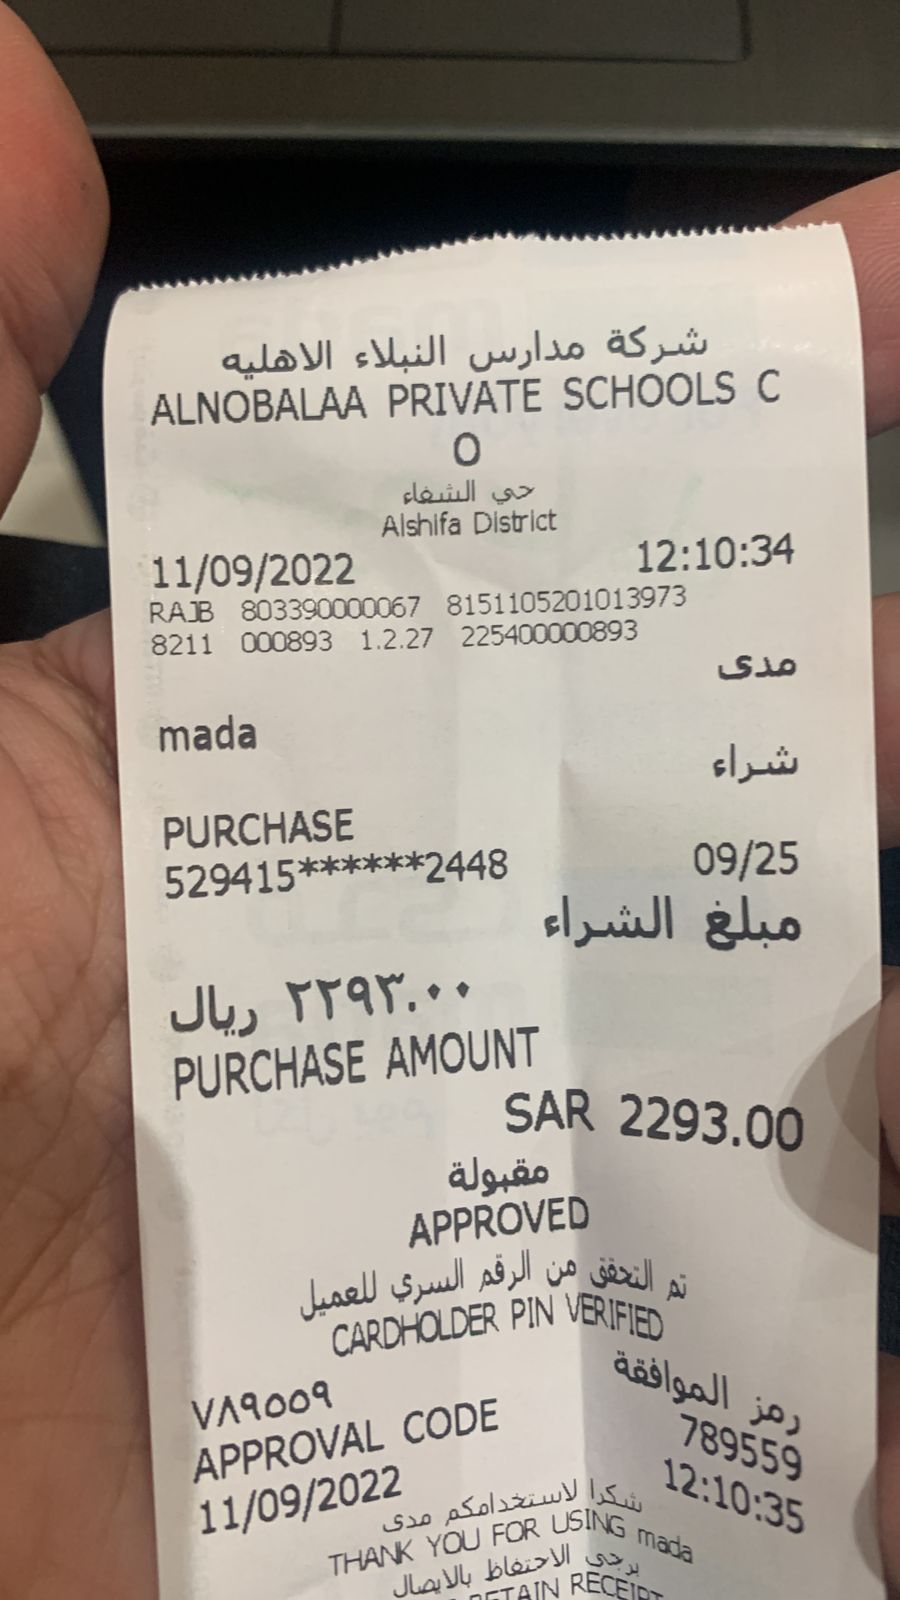 شركة مدارس النبلاء الاهليه
ALNOBALAA PRIVATE SCHOOLS C
O
حي الشفاء
Alshifa District
11/09/2022 12:10:34
RAJB 803390000067 8151105201013973
8211 000893 1.2.27 225400000893
مدى
mada
شراء
PURCHASE
529415******2448 09/25
مبلغ الشراء
٢٢٩٣.٠٠ ريال
PURCHASE AMOUNT
SAR 2293.00
مقبولة
APPROVED
تم التحقق من الرقم السري للعميل
CARDHOLDER PIN VERIFIED
رمز الموافقة
٧٨٩٥٥٩
APPROVAL CODE 789559
11/09/2022 12:10:35
شكرا لاستخدامكم مدى
THANK YOU FOR USING mada
يرجى الاحتفاظ بالايصال
RETAIN RECEIPT